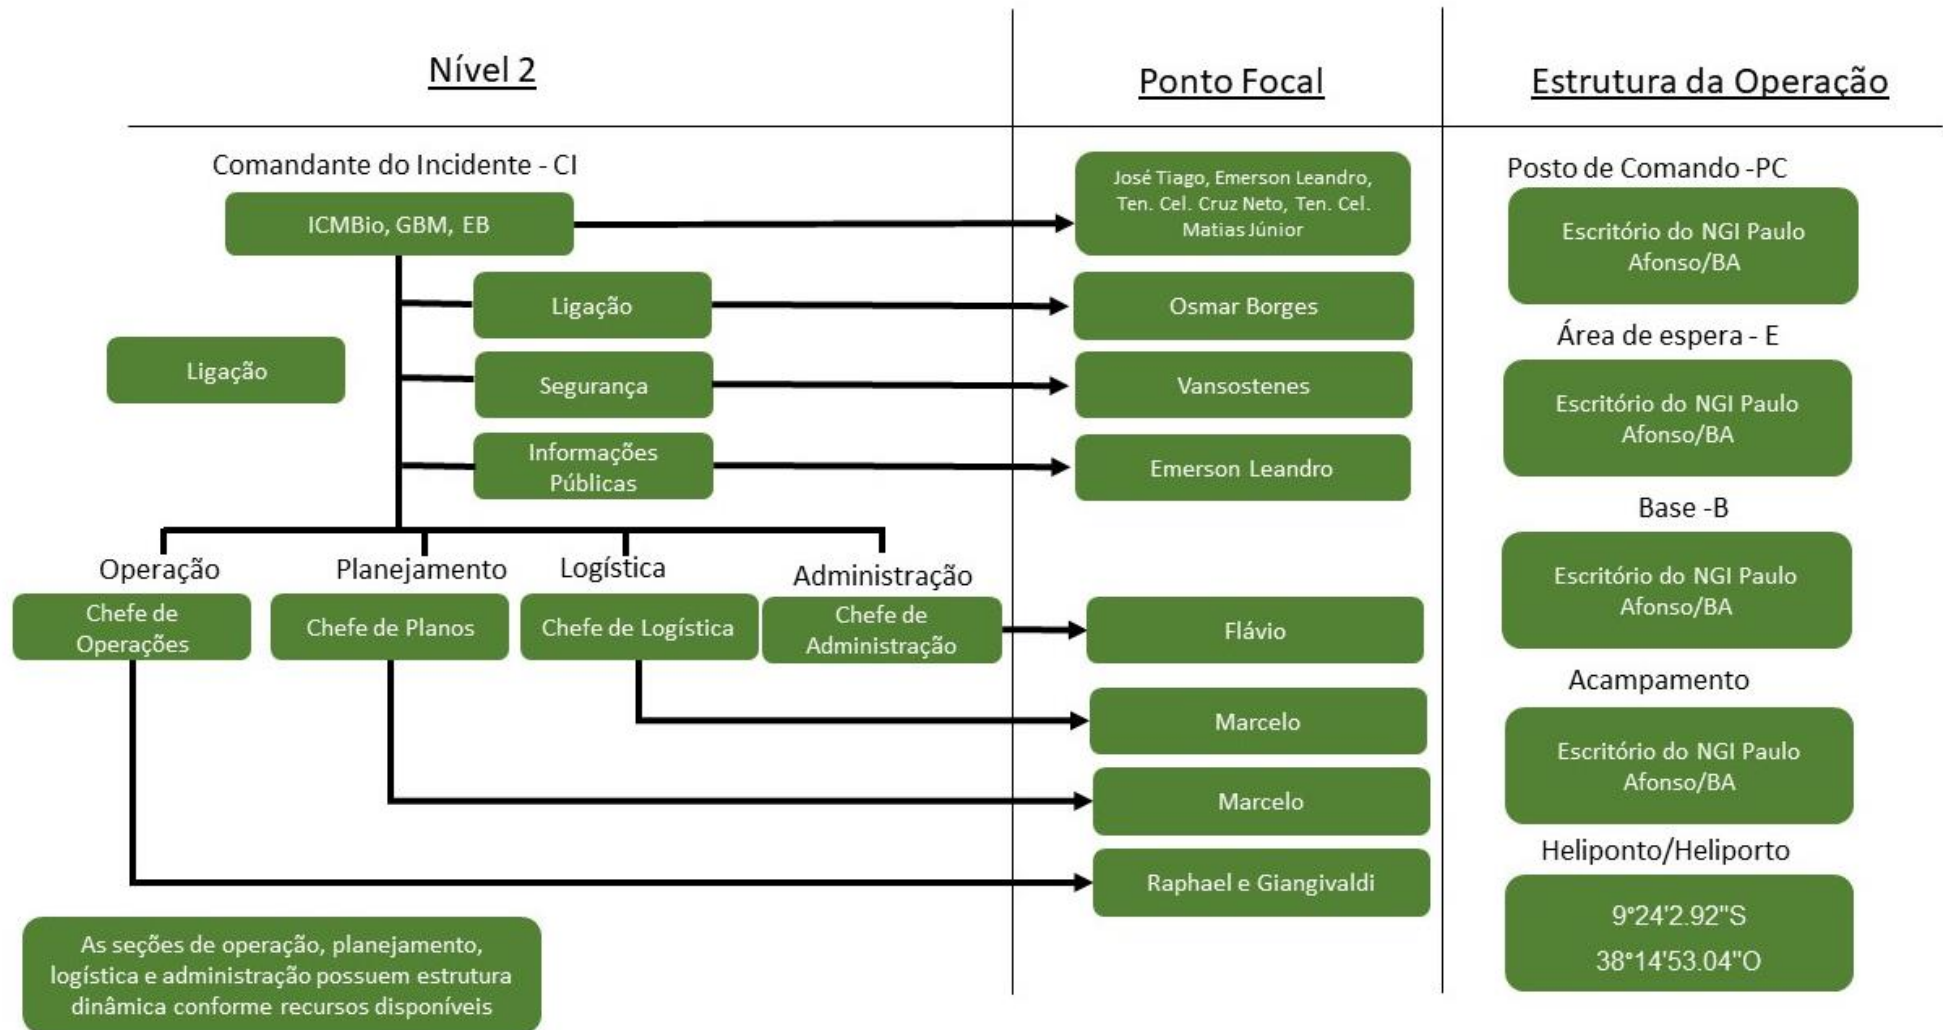 Nível 2
Ponto Focal
Estrutura da Operação
Comandante do Incidente - CI
ICMBio, GBM, EB
José Tiago, Emerson Leandro,
Ten. Cel. Cruz Neto, Ten. Cel.
Matias Júnior
Posto de Comando -PC
Escritório do NGI Paulo
Afonso/BA
Ligação
Osmar Borges
Ligação
Segurança
Vansostenes
Área de espera - E
Escritório do NGI Paulo
Afonso/BA
Informações
Públicas
Emerson Leandro
Base -B
Escritório do NGI Paulo
Afonso/BA
Operação
Planejamento
Logística
Administração
Chefe de
Operações
Chefe de Planos
Chefe de Logística
Chefe de
Administração
Flávio
Marcelo
Marcelo
Raphael e Giangivaldi
Acampamento
Escritório do NGI Paulo
Afonso/BA
Heliponto/Heliporto
9°24'2.92"S
38°14'53.04"O
As seções de operação, planejamento,
logística e administração possuem estrutura
dinâmica conforme recursos disponíveis